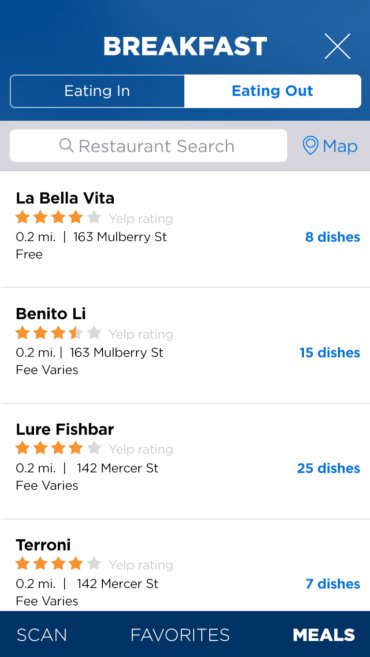 BREAKFAST
Eating In
Eating Out
Restaurant Search
Map
La Bella Vita
Yelp rating
0.2 mi. | 163 Mulberry St
8 dishes
Free
Benito Li
Yelp rating
0.2 mi. | 163 Mulberry St
15 dishes
Fee Varies
Lure Fishbar
Yelp rating
0.2 mi. | 142 Mercer St
25 dishes
Fee Varies
Terroni
Yelp rating
0.2 mi. | 142 Mercer St
7 dishes
Fee Varies
SCAN FAVORITES MEALS